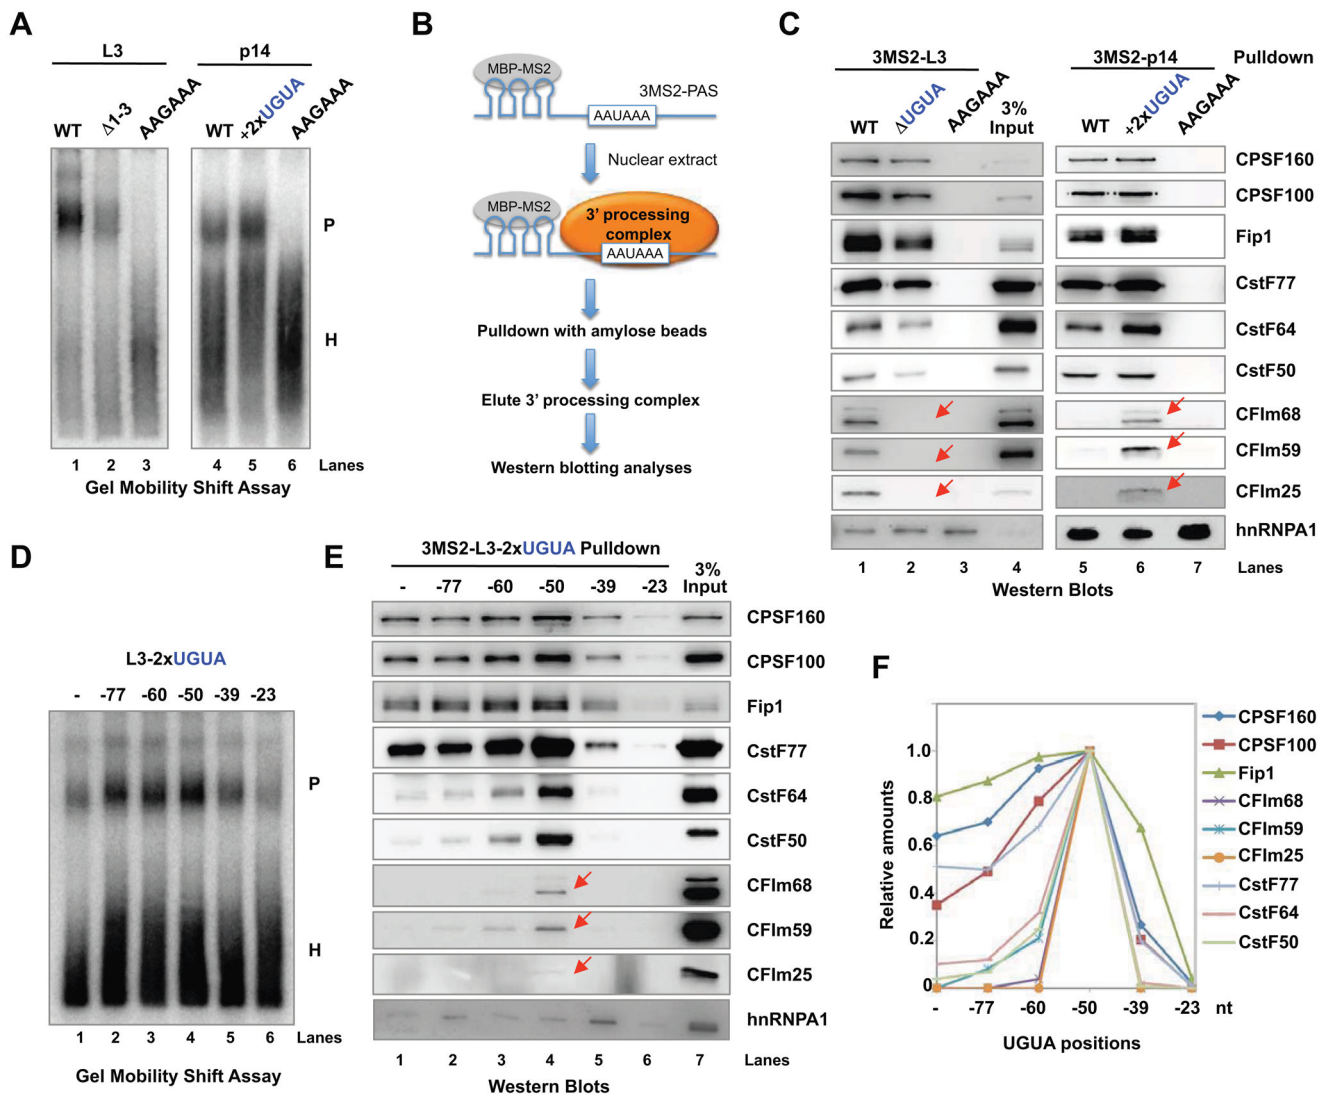 A
L3
p14
WT
Δ1-3
AAGAAA
WT
+2xUGUA
AAGAAA
P
H
1 2 3 4 5 6 Lanes
Gel Mobility Shift Assay
B
MBP-MS2
3MS2-PAS
AAUAAA
Nuclear extract
MBP-MS2
3' processing
complex
AAUAAA
Pulldown with amylose beads
Elute 3' processing complex
Western blotting analyses
C
3MS2-L3
3MS2-p14
Pulldown
WT
ΔUGUA
AAGAAA
3%
Input
WT
+2xUGUA
AAGAAA
CPSF160
CPSF100
Fip1
CstF77
CstF64
CstF50
CFIm68
CFIm59
CFIm25
hnRNPA1
1 2 3 4 5 6 7 Lanes
Western Blots
D
L3-2xUGUA
- -77 -60 -50 -39 -23
P
H
1 2 3 4 5 6 Lanes
Gel Mobility Shift Assay
E
3MS2-L3-2xUGUA Pulldown
- -77 -60 -50 -39 -23
3%
Input
CPSF160
CPSF100
Fip1
CstF77
CstF64
CstF50
CFIm68
CFIm59
CFIm25
hnRNPA1
1 2 3 4 5 6 7 Lanes
Western Blots
F
Relative amounts
1.0
0.8
0.6
0.4
0.2
0
- -77 -60 -50 -39 -23 nt
UGUA positions
CPSF160
CPSF100
Fip1
CFIm68
CFIm59
CFIm25
CstF77
CstF64
CstF50